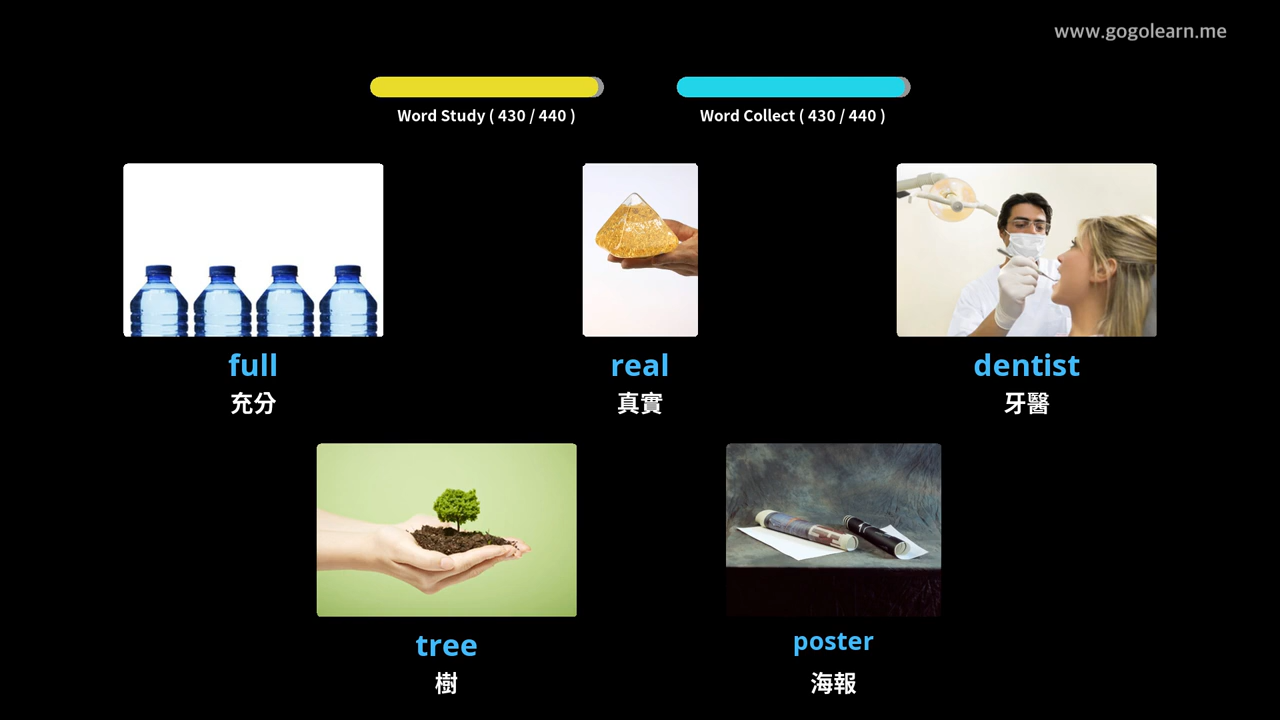 www.gogolearn.me
Word Study ( 430 / 440 )
Word Collect ( 430 / 440 )
full
充分
real
真實
dentist
牙醫
tree
樹
poster
海報